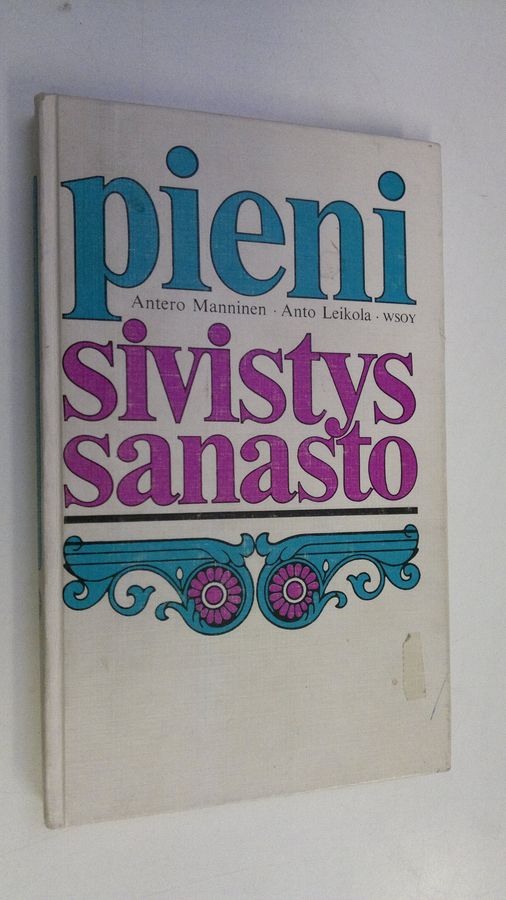 pieni
Antero Manninen · Anto Leikola · WSOY
sivistys
sanasto